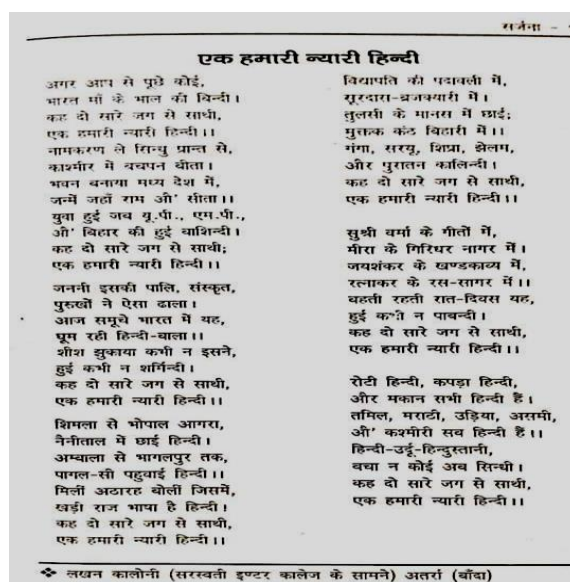 सर्जना -
एक हमारी न्यारी हिन्दी
अगर आप से पूछे कोई,
भारत माँ के भाल की बिन्दी।
कह दो सारे जग से साथी,
एक हमारी न्यारी हिन्दी।।
नामकरण ले सिन्धु प्रान्त से,
काश्मीर में बचपन बीता।
भवन बनाया मध्य देश में,
जन्में जहाँ राम औ' सीता।।
युवा हुई जब यू.पी., एम.पी.,
औ' बिहार की हुई बाशिन्दी।
कह दो सारे जग से साथी;
एक हमारी न्यारी हिन्दी।।
जननी इसकी पालि, संस्कृत,
पुरुखों ने ऐसा ढाला।
आज समूचे भारत में यह,
घूम रही हिन्दी-बाला।।
शीश झुकाया कभी न इसने,
हुई कभी न शर्मिन्दी।
कह दो सारे जग से साथी,
एक हमारी न्यारी हिन्दी।।
शिमला से भोपाल आगरा,
नैनीताल में छाई हिन्दी।
अम्बाला से भागलपुर तक,
पागल-सी पहुवाई हिन्दी।।
मिलीं अठारह बोलीं जिसमें,
खड़ी राज भाषा है हिन्दी।
कह दो सारे जग से साथी,
एक हमारी न्यारी हिन्दी।।
विद्यापति की पदावली में,
सूरदास-ब्रजक्यारी में।
तुलसी के मानस में छाई;
मुक्तक कंठ बिहारी में।।
गंगा, सरयू, शिप्रा, झेलम,
और पुरातन कालिन्दी।
कह दो सारे जग से साथी,
एक हमारी न्यारी हिन्दी।।
सुश्री वर्मा के गीतों में,
मीरा के गिरिधर नागर में।
जयशंकर के खण्डकाव्य में,
रत्नाकर के रस-सागर में।।
बहती रहती रात-दिवस यह,
हुई कभी न पाबन्दी।
कह दो सारे जग से साथी,
एक हमारी न्यारी हिन्दी।।
रोटी हिन्दी, कपड़ा हिन्दी,
और मकान सभी हिन्दी हैं।
तमिल, मराठी, उड़िया, असमी,
औ' कश्मीरी सब हिन्दी हैं।।
हिन्दी-उर्दू-हिन्दुस्तानी,
बचा न कोई अब सिन्धी।
कह दो सारे जग से साथी,
एक हमारी न्यारी हिन्दी।।
❖ लखन कालोनी (सरस्वती इण्टर कालेज के सामने) अतर्रा (बाँदा)